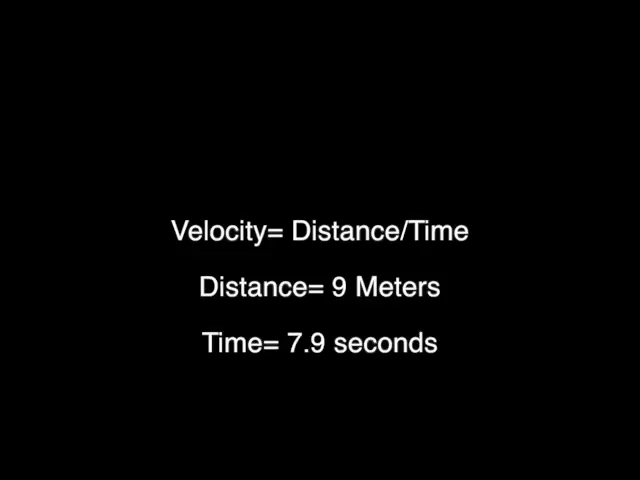 Velocity= Distance/Time
Distance= 9 Meters
Time= 7.9 seconds